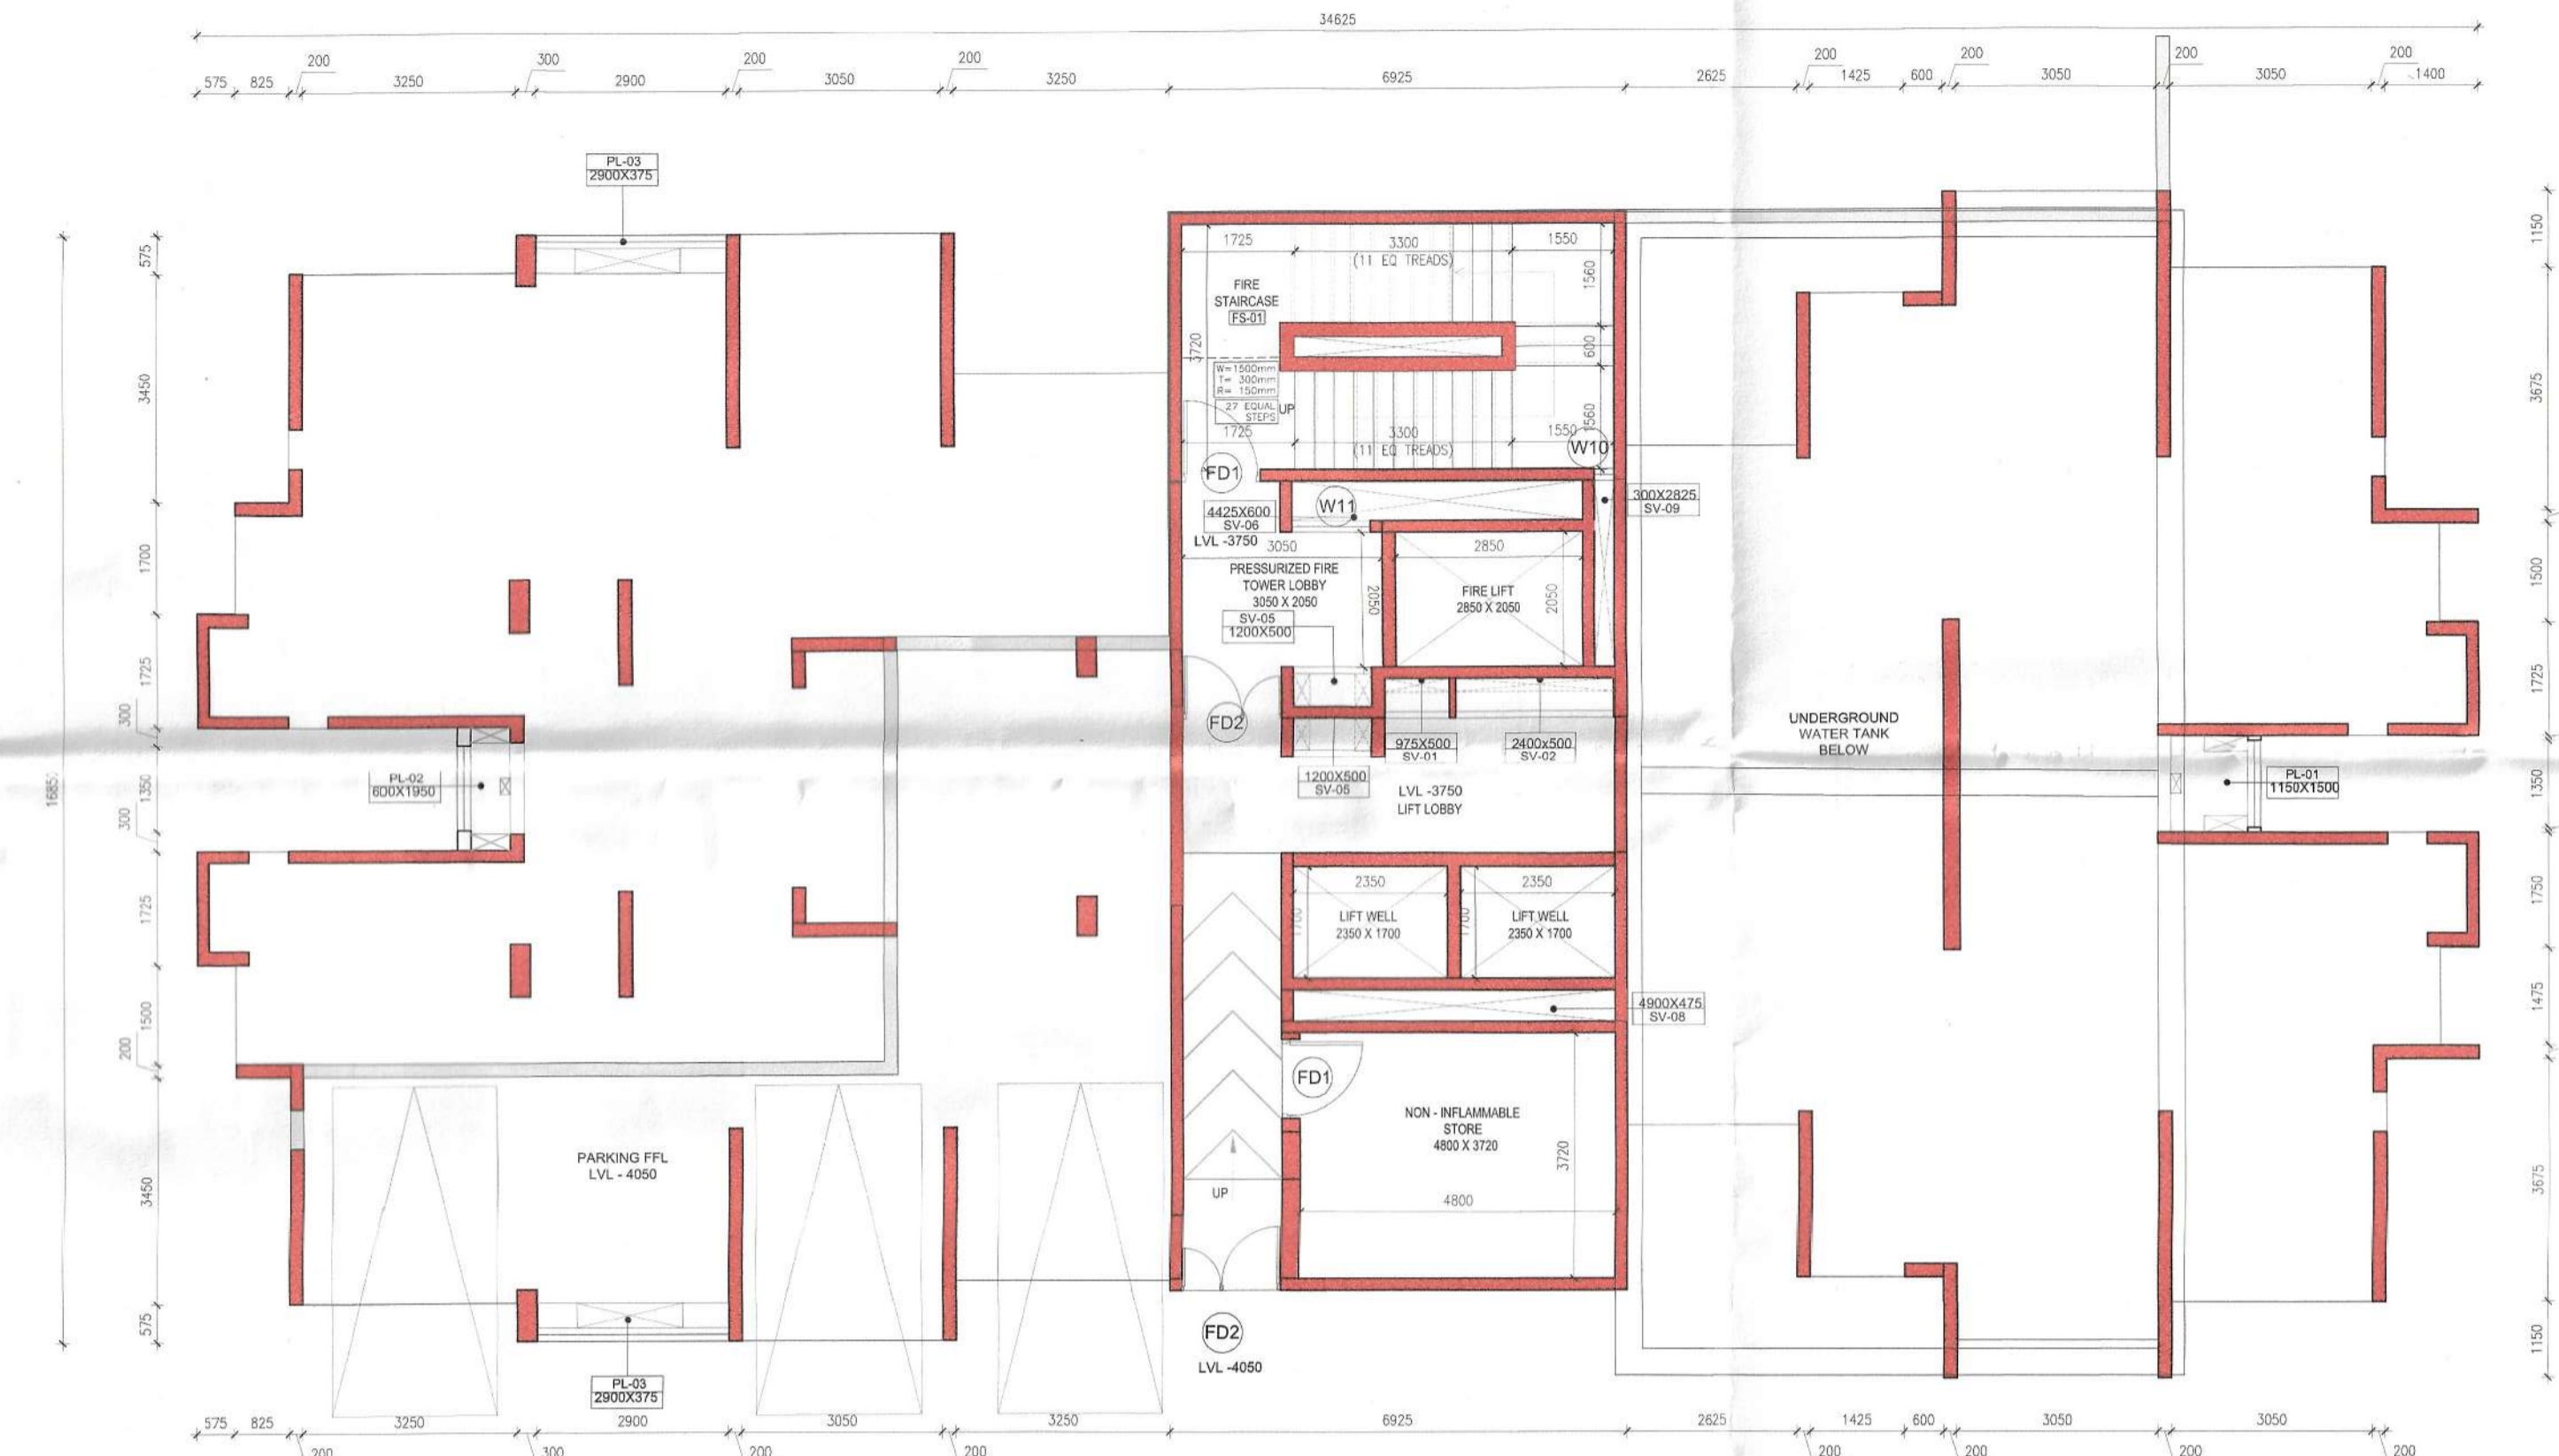 34625
200
300
200
200
200
200
200
200
575
825
3250
2900
3050
3250
6925
2625
1425
600
3050
3050
1400
PL-03
2900X375
575
3450
1700
1725
300
1350
300
1725
1500
200
3450
575
1150
3675
1500
1725
1350
1750
1475
3675
1150
1725
3300
1550
(11 EQ TREADS)
1560
FIRE
STAIRCASE
FS-01
3720
600
W=1500mm
T= 300mm
R= 150mm
27 EQUAL
STEPS
UP
1560
1725
3300
1550
(11 EQ TREADS)
W10
FD1
W11
4425X600
SV-06
LVL -3750
300X2825
SV-09
3050
2850
PRESSURIZED FIRE
TOWER LOBBY
3050 X 2050
2050
FIRE LIFT
2850 X 2050
2050
SV-05
1200X500
FD2
975X500
SV-01
2400x500
SV-02
1200X500
SV-05
LVL -3750
LIFT LOBBY
UNDERGROUND
WATER TANK
BELOW
PL-02
600X1950
PL-01
1150X1500
2350
2350
1700
LIFT WELL
2350 X 1700
1700
LIFT WELL
2350 X 1700
4900X475
SV-08
FD1
NON - INFLAMMABLE
STORE
4800 X 3720
3720
4800
UP
PARKING FFL
LVL - 4050
FD2
LVL -4050
PL-03
2900X375
575
825
3250
2900
3050
3250
6925
2625
1425
600
3050
3050
200
300
200
200
200
200
200
200